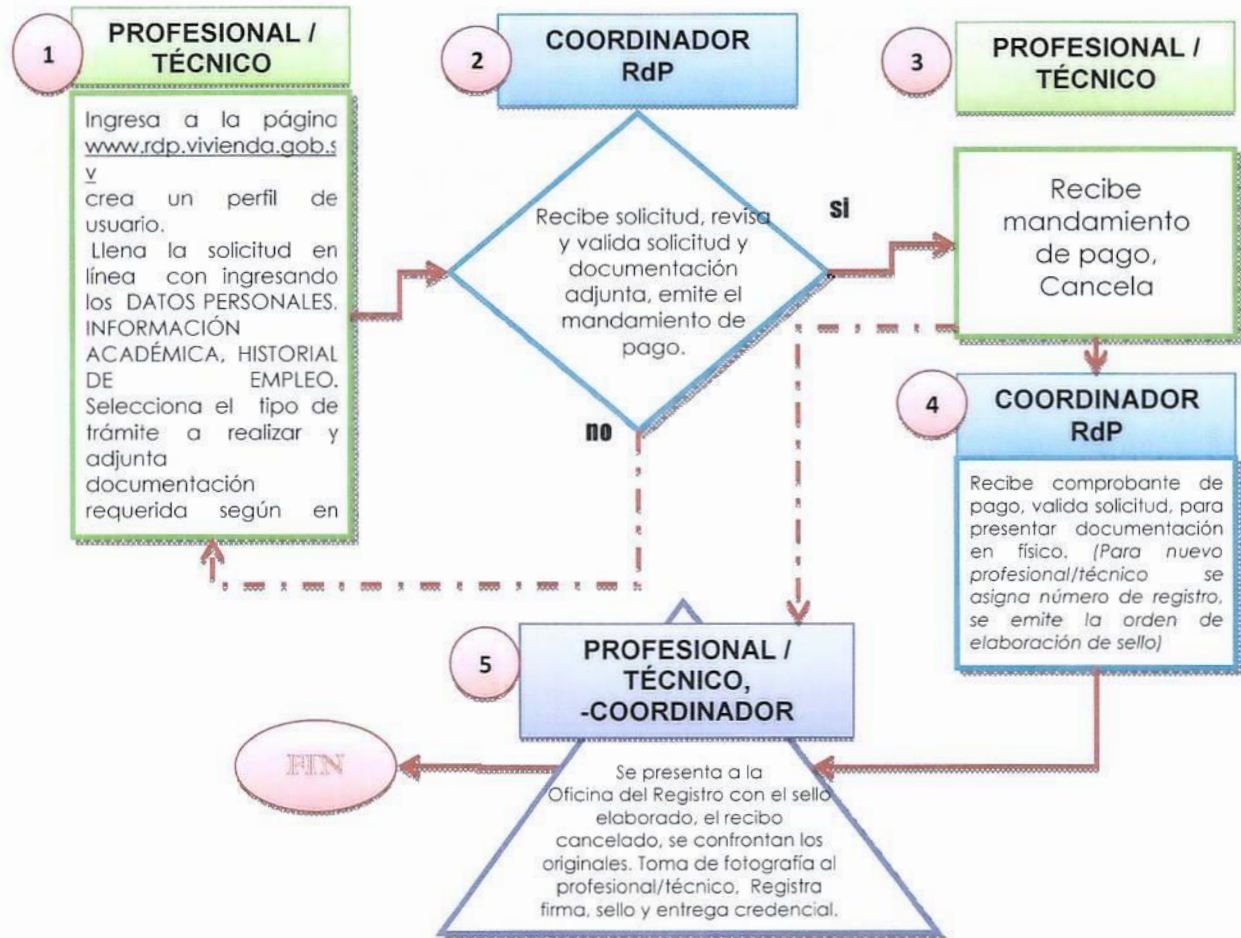 1
PROFESIONAL /
TÉCNICO
Ingresa a la página
www.rdp.vivienda.gob.s
v
crea un perfil de
usuario.
Llena la solicitud en
línea con ingresando
los DATOS PERSONALES.
INFORMACIÓN
ACADÉMICA, HISTORIAL
DE EMPLEO.
Selecciona el tipo de
trámite a realizar y
adjunta
documentación
requerida según en
2
COORDINADOR
RdP
Recibe solicitud, revisa
y valida solicitud y
documentación
adjunta, emite el
mandamiento de
pago.
si
no
3
PROFESIONAL /
TÉCNICO
Recibe
mandamiento
de pago,
Cancela
4
COORDINADOR
RdP
Recibe comprobante de
pago, valida solicitud, para
presentar documentación
en físico. (Para nuevo
profesional/técnico se
asigna número de registro,
se emite la orden de
elaboración de sello)
5
PROFESIONAL /
TÉCNICO,
-COORDINADOR
Se presenta a la
Oficina del Registro con el sello
elaborado, el recibo
cancelado, se confrontan los
originales. Toma de fotografía al
profesional/técnico. Registra
firma, sello y entrega credencial.
FIN